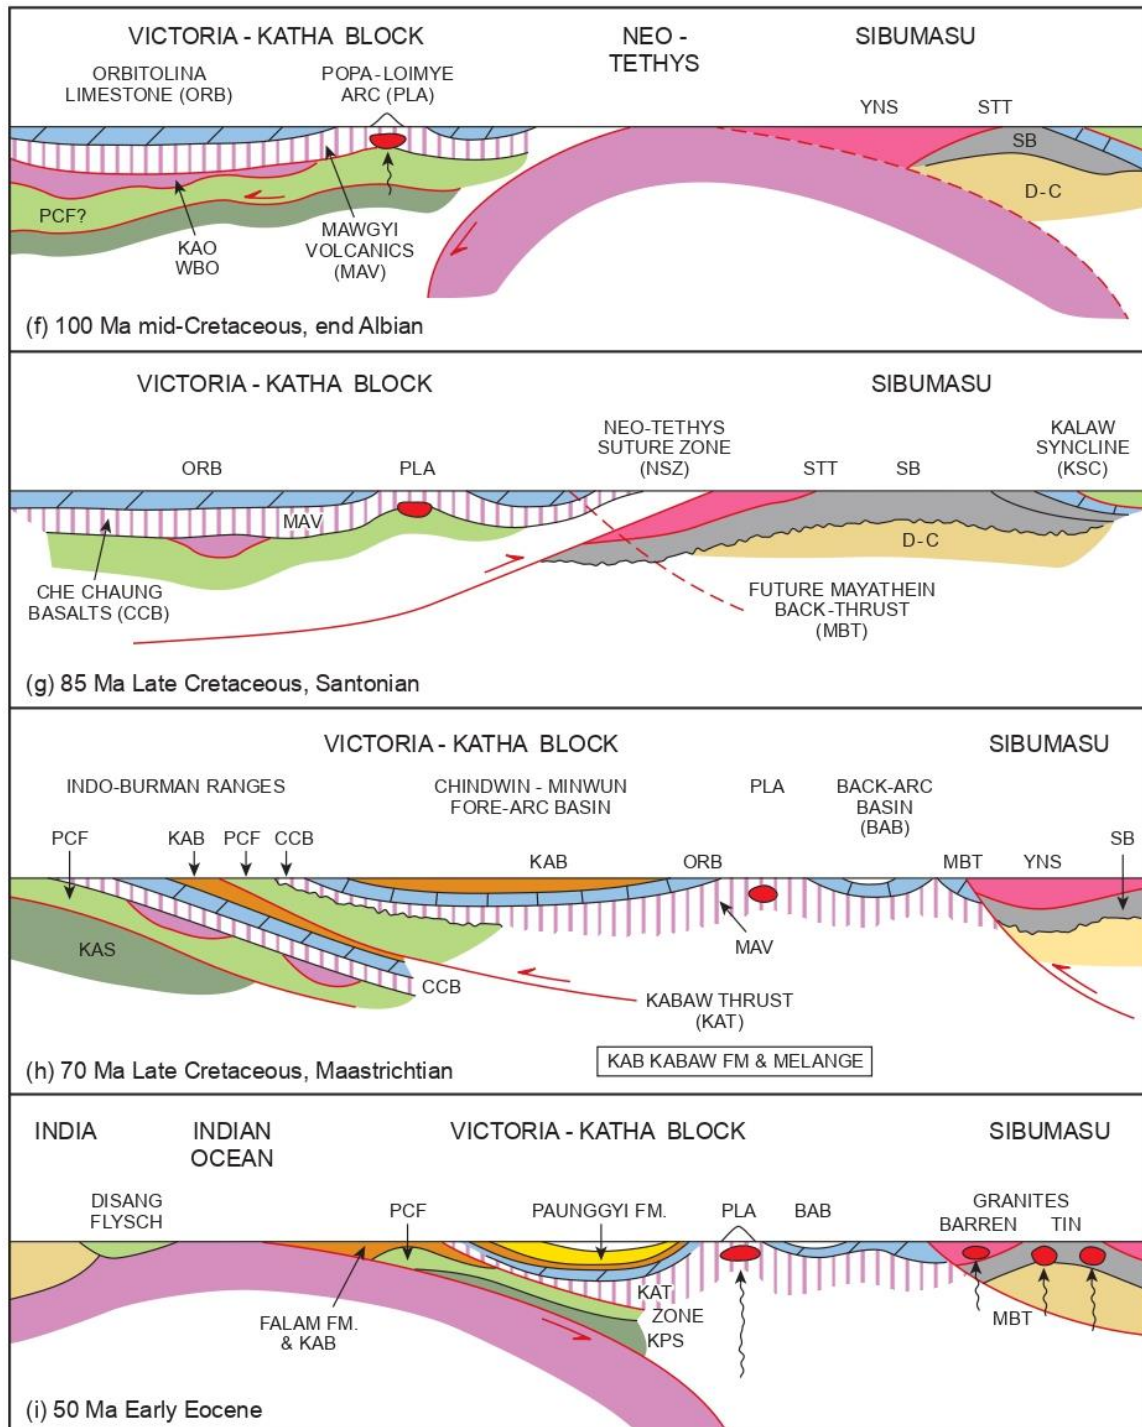 VICTORIA - KATHA BLOCK
NEO -
TETHYS
SIBUMASU
ORBITOLINA
LIMESTONE (ORB)
POPA - LOIMYE
ARC (PLA)
YNS
STT
SB
D - C
PCF?
KAO
WBO
MAWGYI
VOLCANICS
(MAV)
(f) 100 Ma mid-Cretaceous, end Albian
VICTORIA - KATHA BLOCK
SIBUMASU
NEO-TETHYS
SUTURE ZONE
(NSZ)
KALAW
SYNCLINE
(KSC)
ORB
PLA
STT
SB
MAV
D - C
CHE CHAUNG
BASALTS (CCB)
FUTURE MAYATHEIN
BACK-THRUST
(MBT)
(g) 85 Ma Late Cretaceous, Santonian
VICTORIA - KATHA BLOCK
SIBUMASU
INDO-BURMAN RANGES
CHINDWIN - MINWUN
FORE-ARC BASIN
PLA
BACK-ARC
BASIN
(BAB)
PCF
KAB
PCF
CCB
KAB
ORB
MBT
YNS
SB
KAS
MAV
CCB
KABAW THRUST
(KAT)
KAB KABAW FM & MELANGE
(h) 70 Ma Late Cretaceous, Maastrichtian
INDIA
INDIAN
OCEAN
VICTORIA - KATHA BLOCK
SIBUMASU
DISANG
FLYSCH
PCF
PAUNGGYI FM.
PLA
BAB
GRANITES
BARREN
TIN
KAT
ZONE
KPS
MBT
FALAM FM.
& KAB
(i) 50 Ma Early Eocene